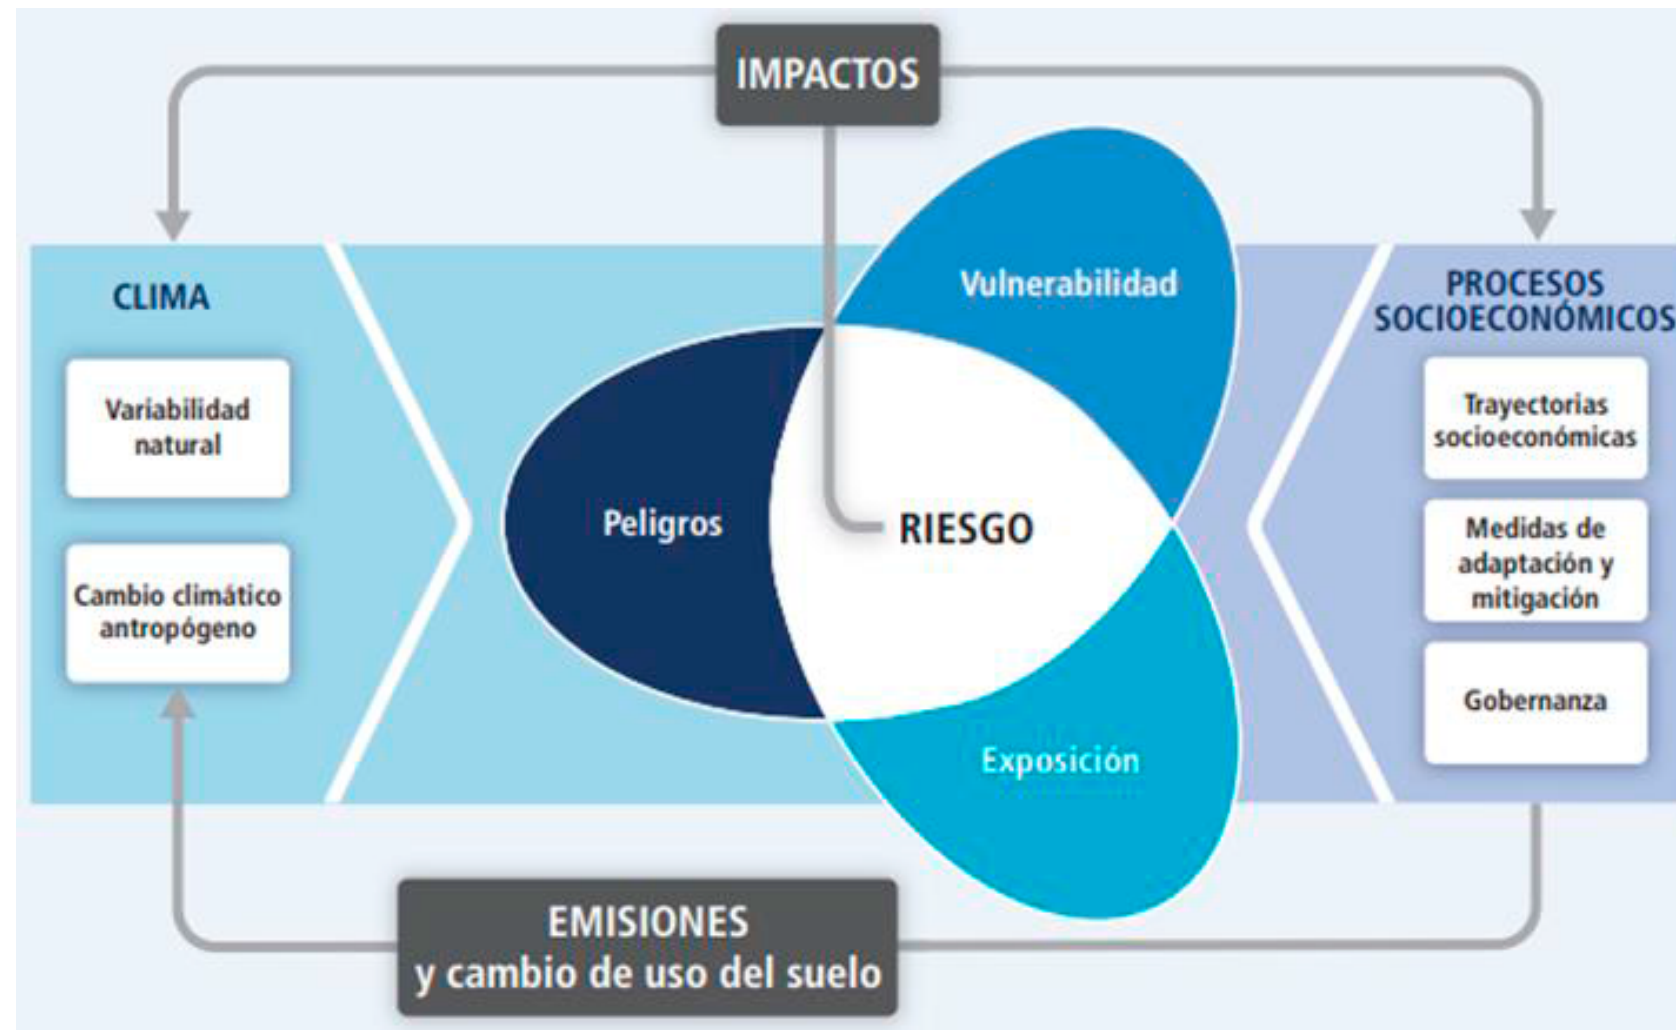 IMPACTOS
CLIMA
Variabilidad
natural
Cambio climático
antropógeno
Vulnerabilidad
Peligros
RIESGO
Exposición
PROCESOS
SOCIOECONÓMICOS
Trayectorias
socioeconómicas
Medidas de
adaptación y
mitigación
Gobernanza
EMISIONES
y cambio de uso del suelo